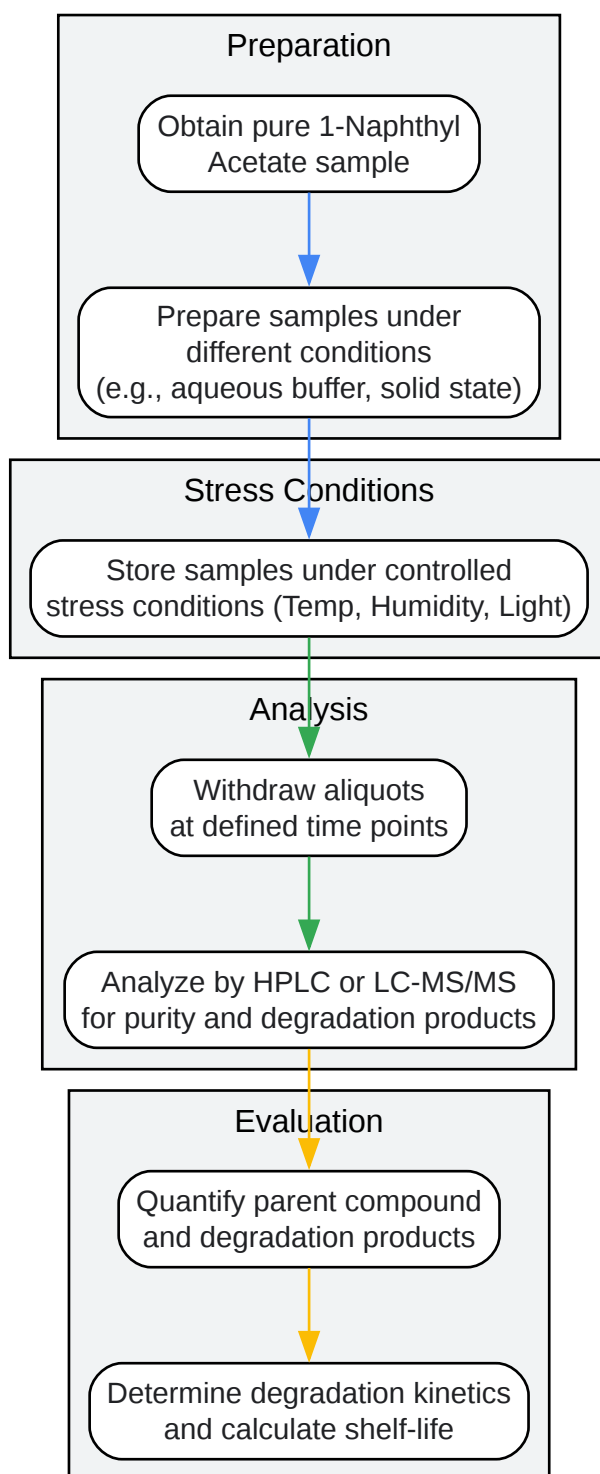 Preparation
Obtain pure 1-Naphthyl
Acetate sample
Prepare samples under
different conditions
(e.g., aqueous buffer, solid state)
Stress Conditions
Store samples under controlled
stress conditions (Temp, Humidity, Light)
Analysis
Withdraw aliquots
at defined time points
Analyze by HPLC or LC-MS/MS
for purity and degradation products
Evaluation
Quantify parent compound
and degradation products
Determine degradation kinetics
and calculate shelf-life